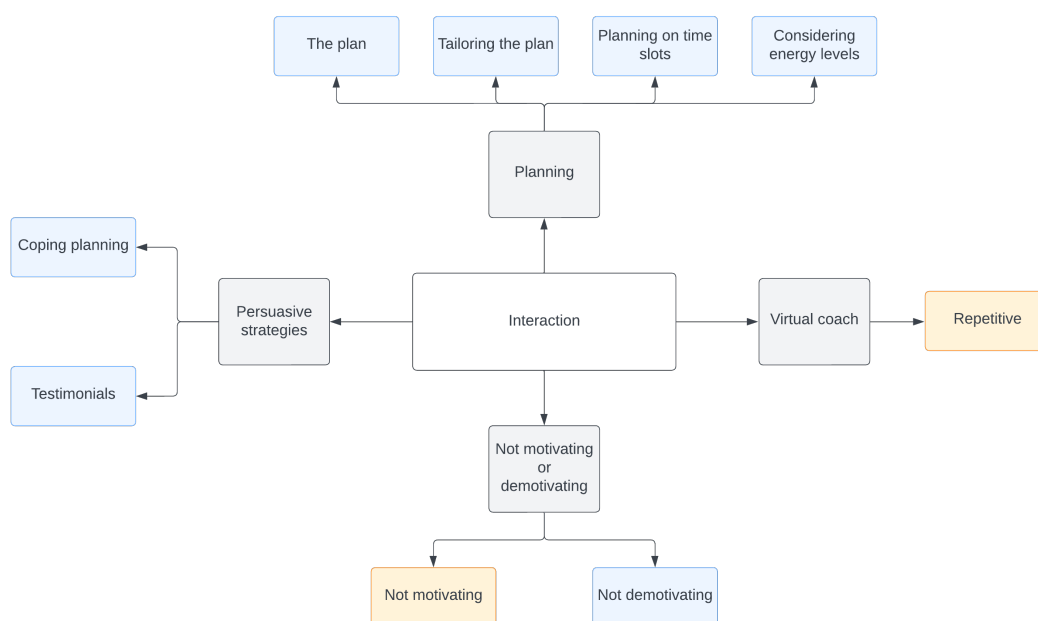 The plan
Tailoring the plan
Planning on time
slots
Considering
energy levels
Planning
Coping planning
Persuasive
strategies
Interaction
Virtual coach
Repetitive
Testimonials
Not motivating
or
demotivating
Not motivating
Not demotivating